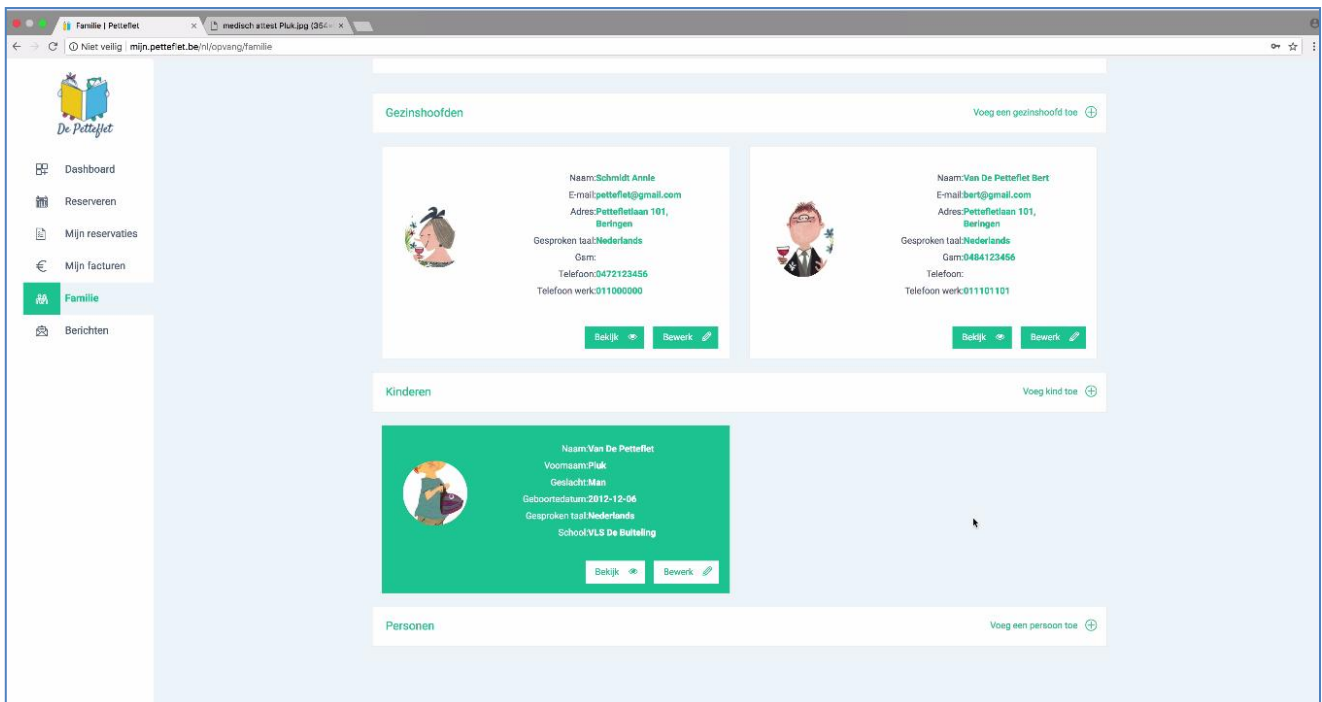 Familie | Petteflet
medisch attest Pluk.jpg (364×
Niet veilig | mijn.petteflet.be/nl/opvang/familie
De Petteflet
Dashboard
Reserveren
Mijn reservaties
Mijn facturen
Familie
Berichten
Gezinshoofden
Voeg een gezinshoofd toe
Naam:Schmidt Annie
E-mail:petteflet@gmail.com
Adres:Pettefletlaan 101,
Beringen
Gesproken taal:Nederlands
Gsm:
Telefoon:0472123456
Telefoon werk:011000000
Bekijk
Bewerk
Naam:Van De Petteflet Bert
E-mail:bert@gmail.com
Adres:Pettefletlaan 101,
Beringen
Gesproken taal:Nederlands
Gsm:0484123456
Telefoon:
Telefoon werk:011101101
Bekijk
Bewerk
Kinderen
Voeg kind toe
Naam:Van De Petteflet
Voornaam:Pluk
Geslacht:Man
Geboortedatum:2012-12-06
Gesproken taal:Nederlands
School:VLS De Buiteling
Bekijk
Bewerk
Personen
Voeg een persoon toe